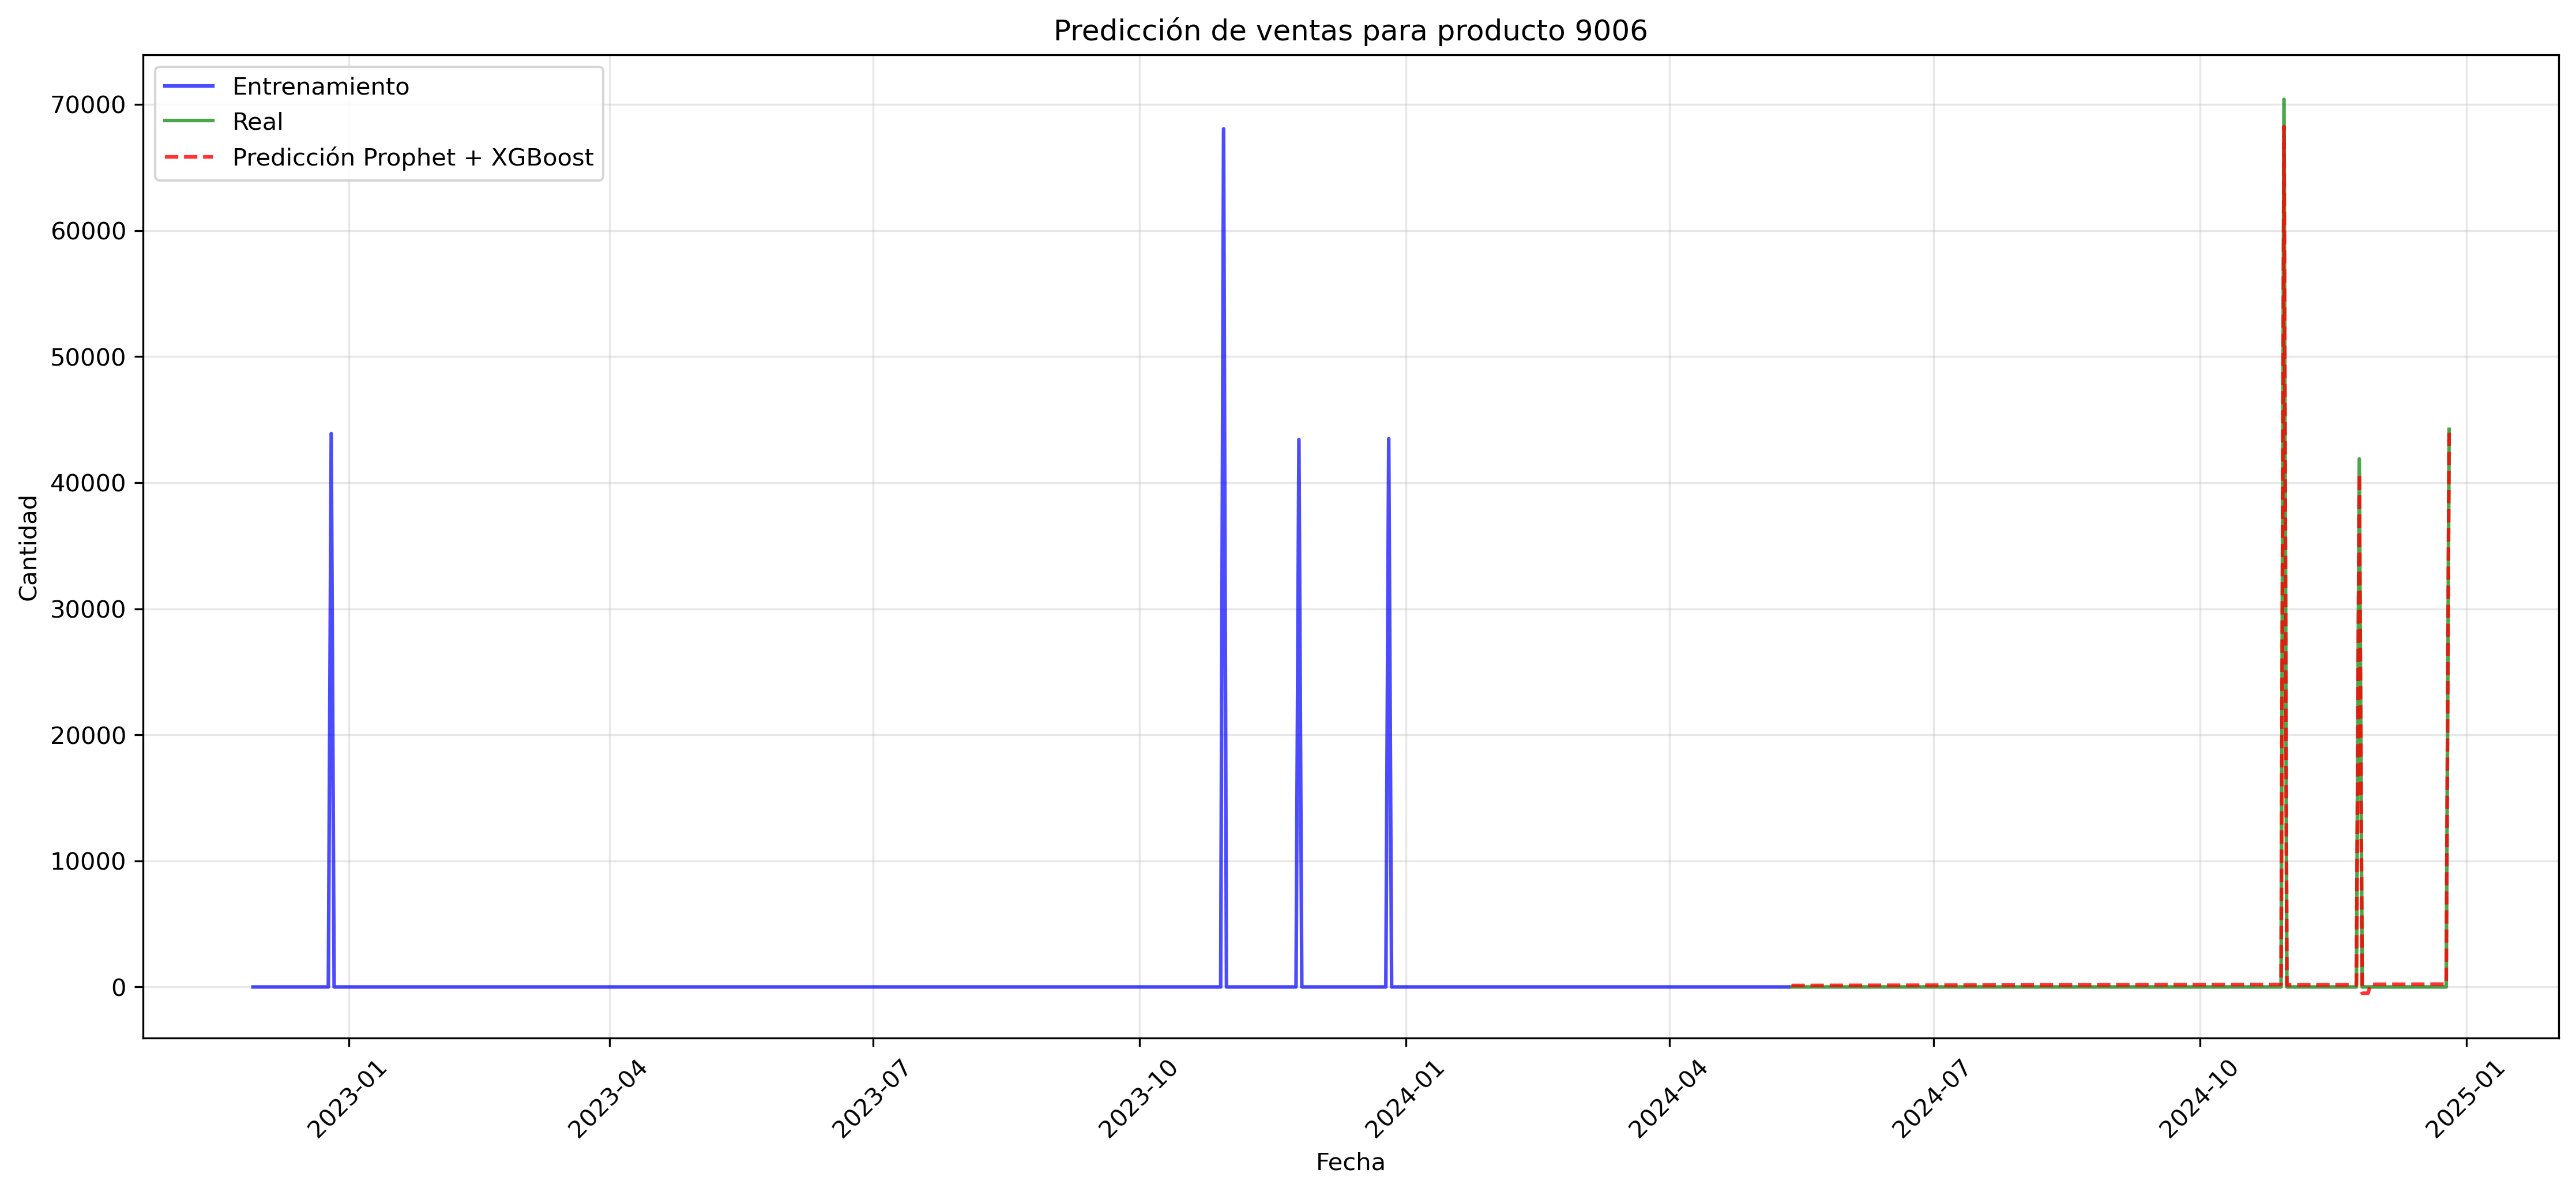 Predicción de ventas para producto 9006
Entrenamiento
Real
Predicción Prophet + XGBoost
Cantidad
70000
60000
50000
40000
30000
20000
10000
0
2023-01
2023-04
2023-07
2023-10
2024-01
2024-04
2024-07
2024-10
2025-01
Fecha